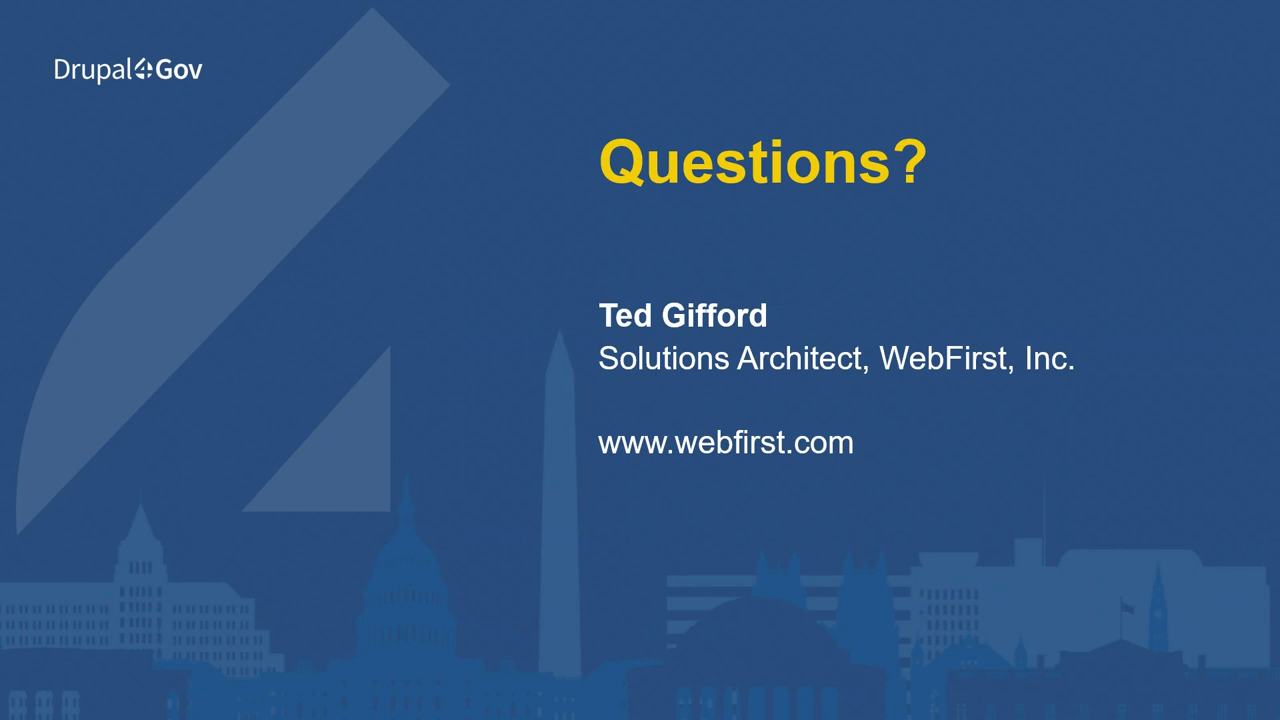 Drupal4Gov
Questions?
Ted Gifford
Solutions Architect, WebFirst, Inc.
www.webfirst.com